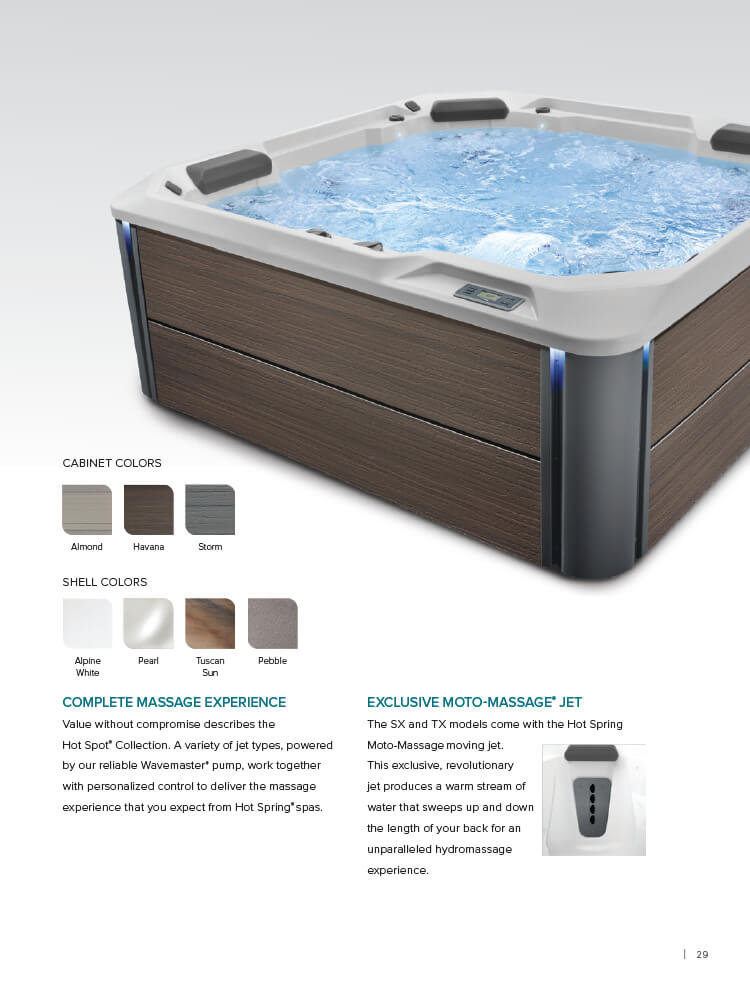 CABINET COLORS
Almond
Havana
Storm
SHELL COLORS
Alpine
White
Pearl
Tuscan
Sun
Pebble
COMPLETE MASSAGE EXPERIENCE
Value without compromise describes the
Hot Spot® Collection. A variety of jet types, powered
by our reliable Wavemaster® pump, work together
with personalized control to deliver the massage
experience that you expect from Hot Spring® spas.
EXCLUSIVE MOTO-MASSAGE® JET
The SX and TX models come with the Hot Spring
Moto-Massage moving jet.
This exclusive, revolutionary
jet produces a warm stream of
water that sweeps up and down
the length of your back for an
unparalleled hydromassage
experience.
| 29